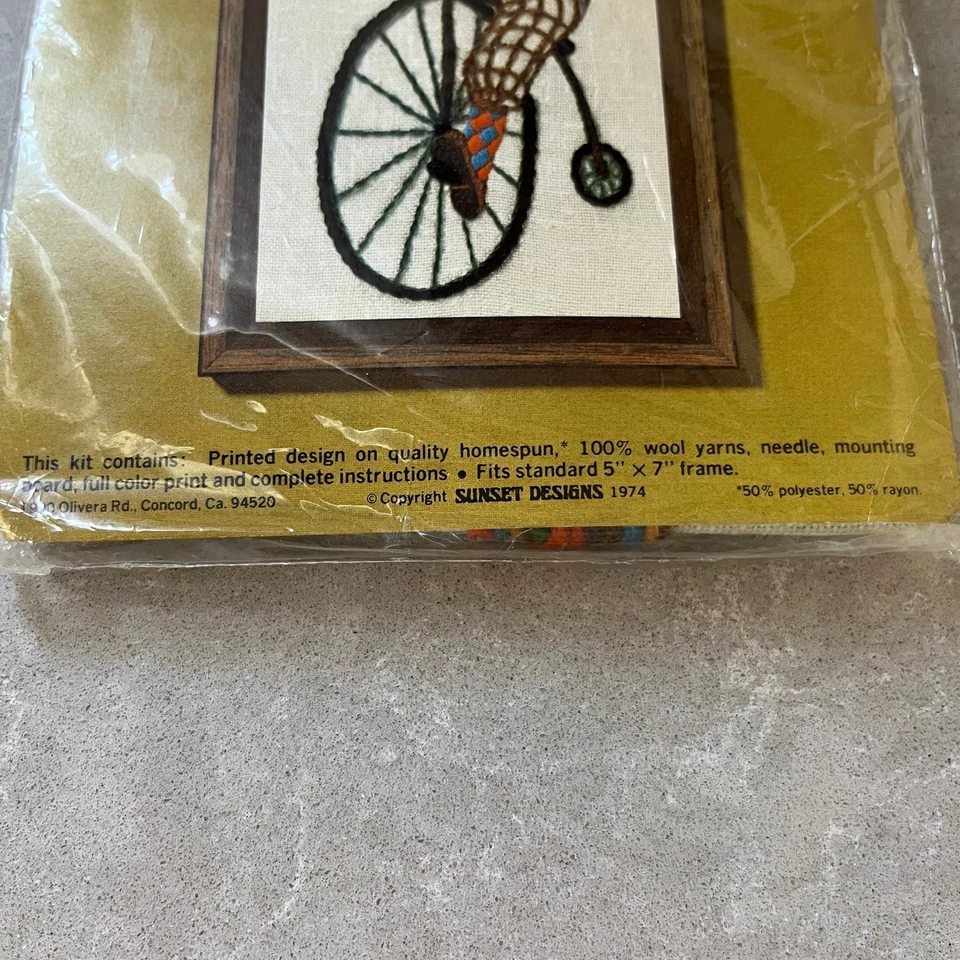 This kit contains: Printed design on quality homespun,* 100% wool yarns, needle, mounting
board, full color print and complete instructions • Fits standard 5" × 7" frame.
Olivera Rd., Concord, Ca. 94520 © Copyright SUNSET DESIGNS 1974 *50% polyester, 50% rayon.